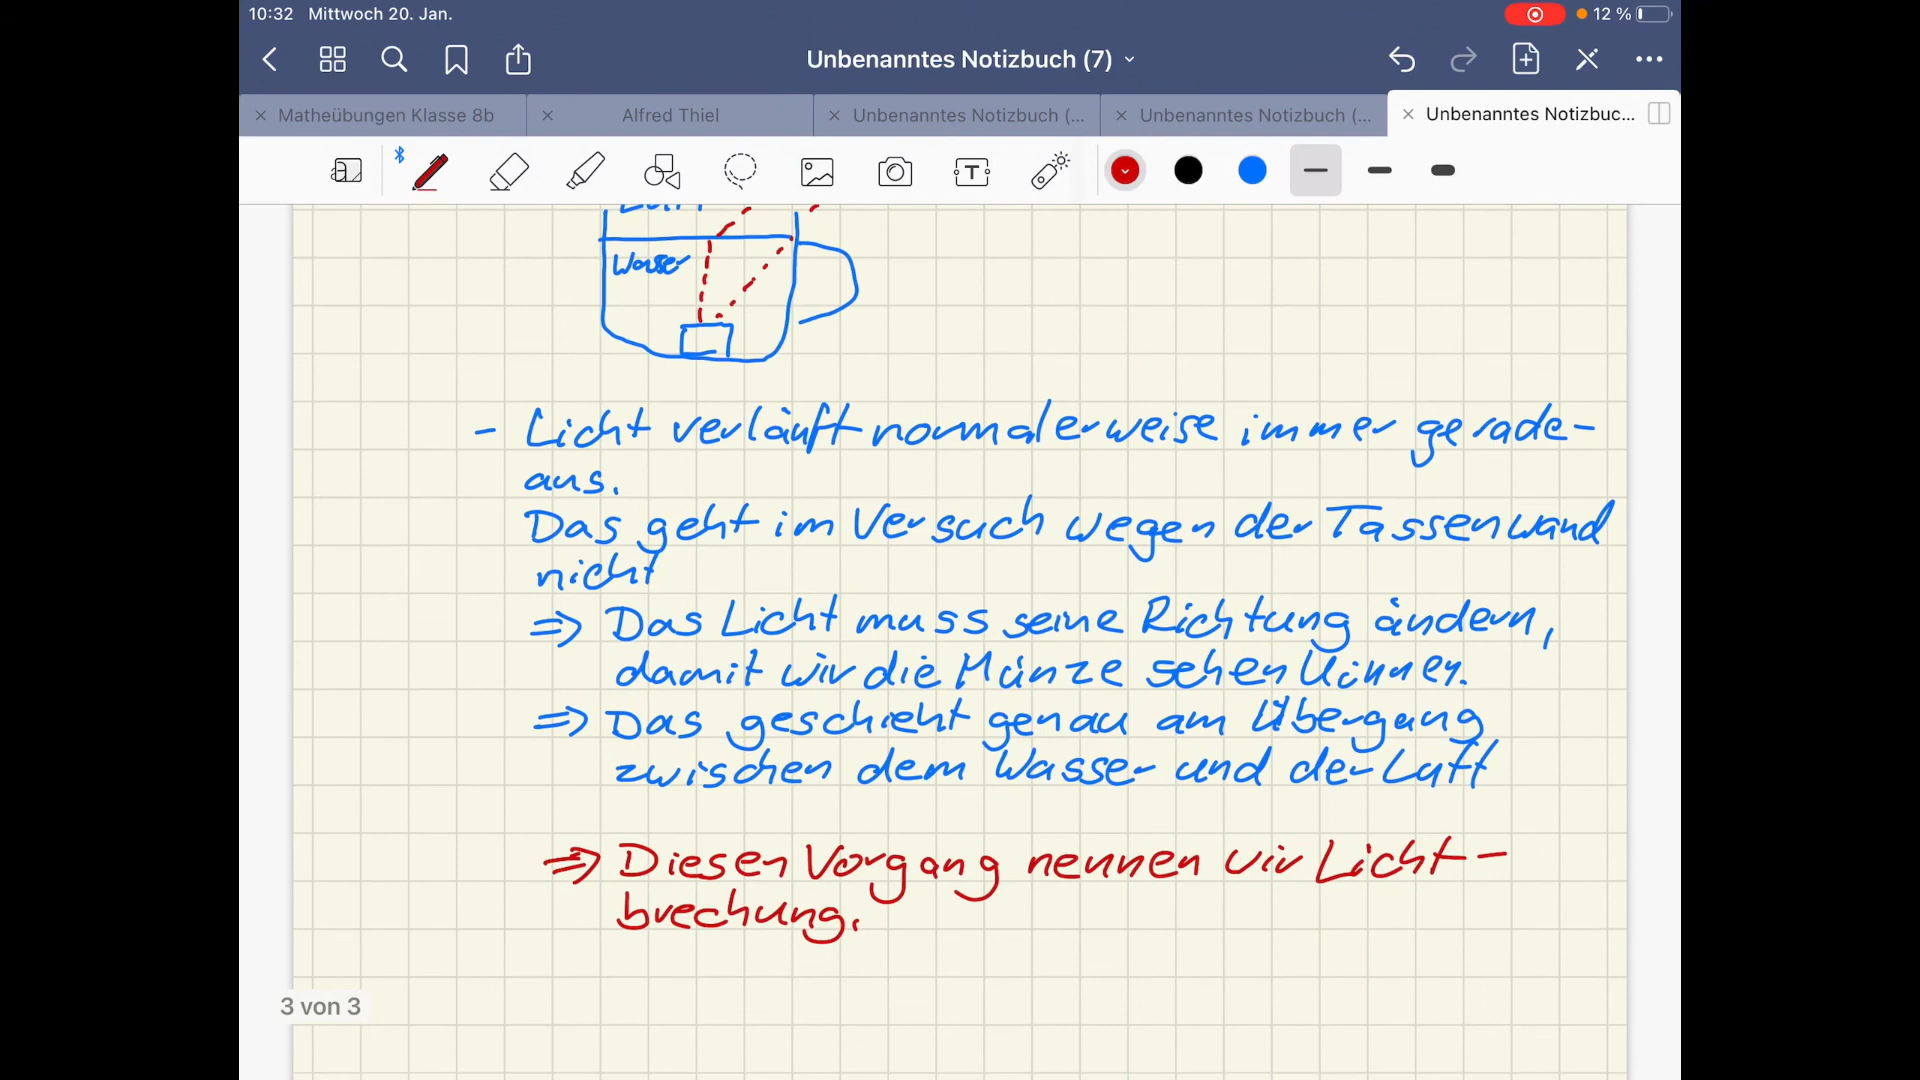 10:32 Mittwoch 20. Jan.
12 %
Unbenanntes Notizbuch (7)
Matheübungen Klasse 8b
Alfred Thiel
Unbenanntes Notizbuch (...
Unbenanntes Notizbuch (...
Unbenanntes Notizbuc...
Luft
Wasser
- Licht verläuft normalerweise immer gerade-
aus.
Das geht im Versuch wegen der Tassenwand
nicht
⇒ Das Licht muss seine Richtung ändern,
damit wir die Münze sehen können.
⇒ Das geschieht genau am Übergang
zwischen dem Wasser und der Luft
⇒ Diesen Vorgang nennen wir Licht-
brechung.
3 von 3